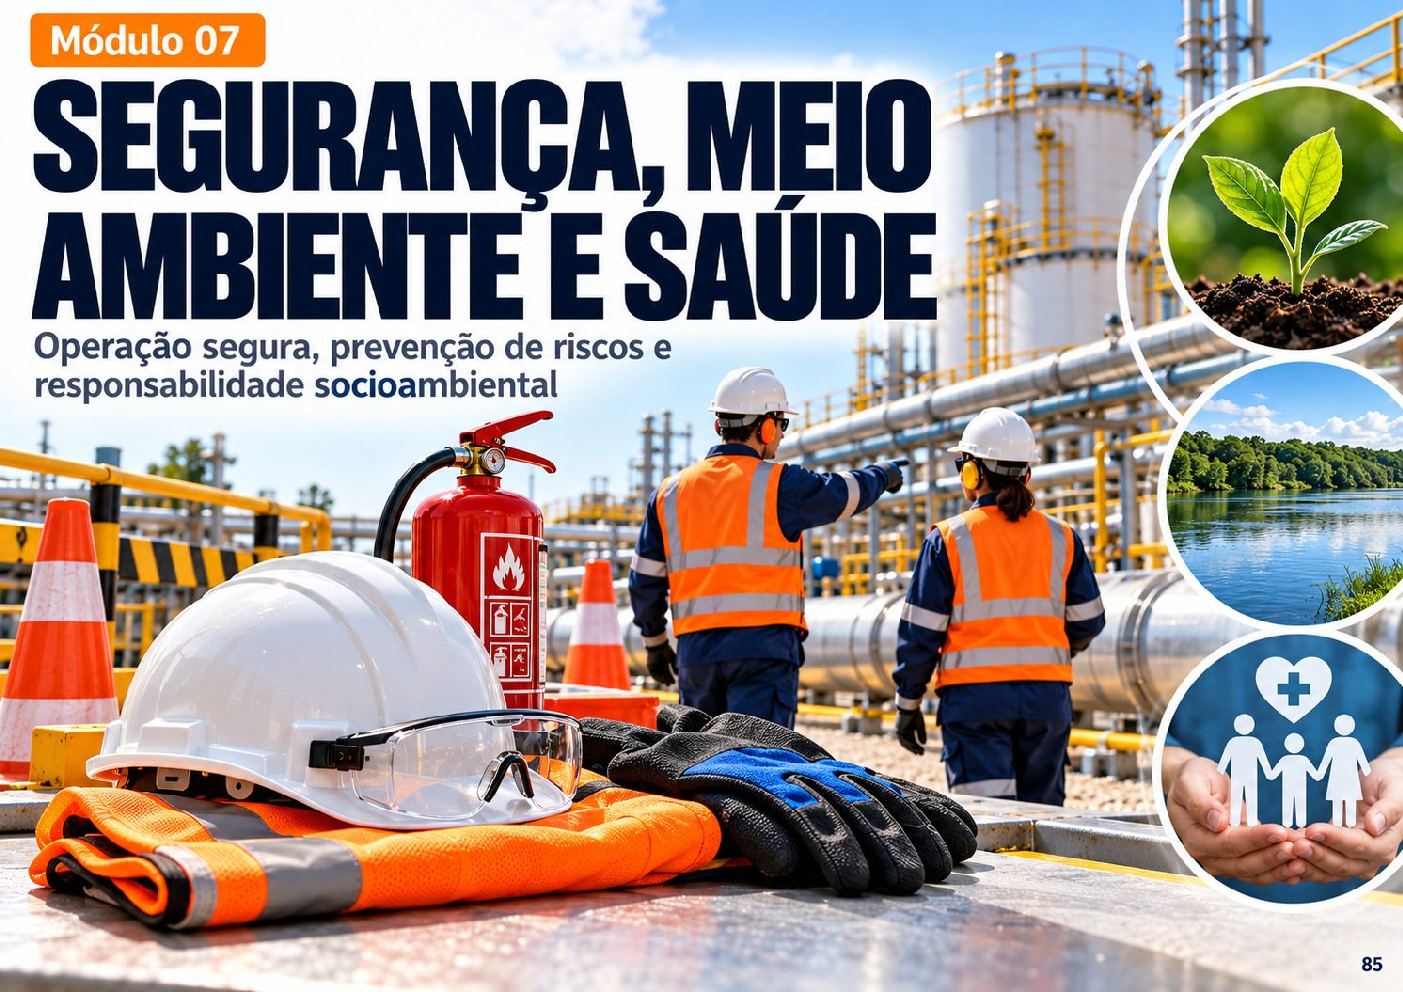 Módulo 07
SEGURANÇA, MEIO
AMBIENTE E SAÚDE
Operação segura, prevenção de riscos e
responsabilidade socioambiental
85